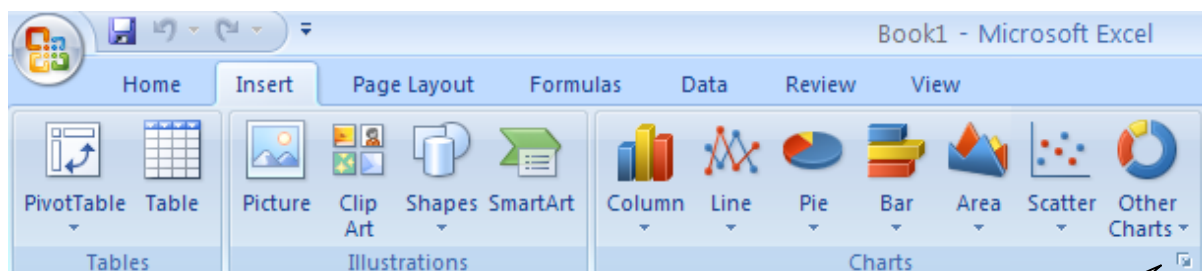 Book1 - Microsoft Excel
Home Insert Page Layout Formulas Data Review View
PivotTable Table Picture Clip Art Shapes SmartArt Column Line Pie Bar Area Scatter Other Charts
Tables Illustrations Charts